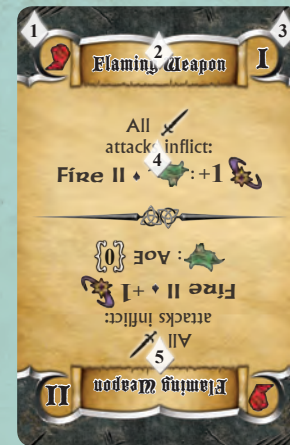 1 2 3
Flaming Weapon I
All
attacks inflict:
4
Fire II ♦ : +1
AoE {0}
Fire II ♦ +1
attacks inflict:
All
5
Flaming Weapon II